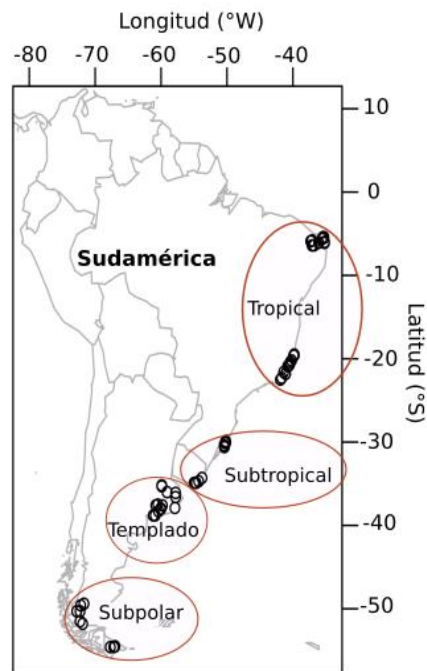 Longitud (°W)
-80 -70 -60 -50 -40
10
0
Sudamérica
-10
Tropical
Latitud (°S)
-20
-30
Subtropical
Templado
-40
-50
Subpolar